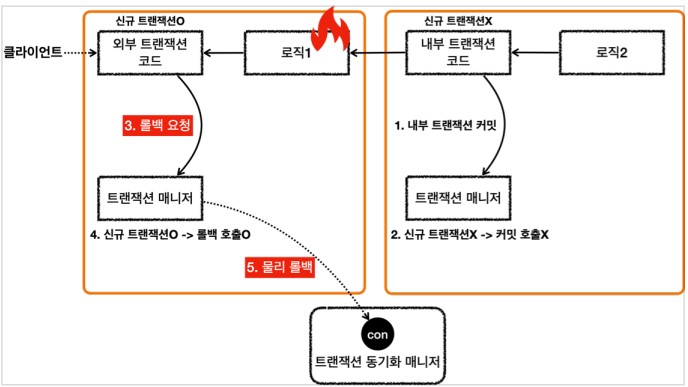 신규 트랜잭션O
신규 트랜잭션X
클라이언트
외부 트랜잭션
코드
로직1
내부 트랜잭션
코드
로직2
3. 롤백 요청
1. 내부 트랜잭션 커밋
트랜잭션 매니저
트랜잭션 매니저
4. 신규 트랜잭션O -> 롤백 호출O
2. 신규 트랜잭션X -> 커밋 호출X
5. 물리 롤백
con
트랜잭션 동기화 매니저